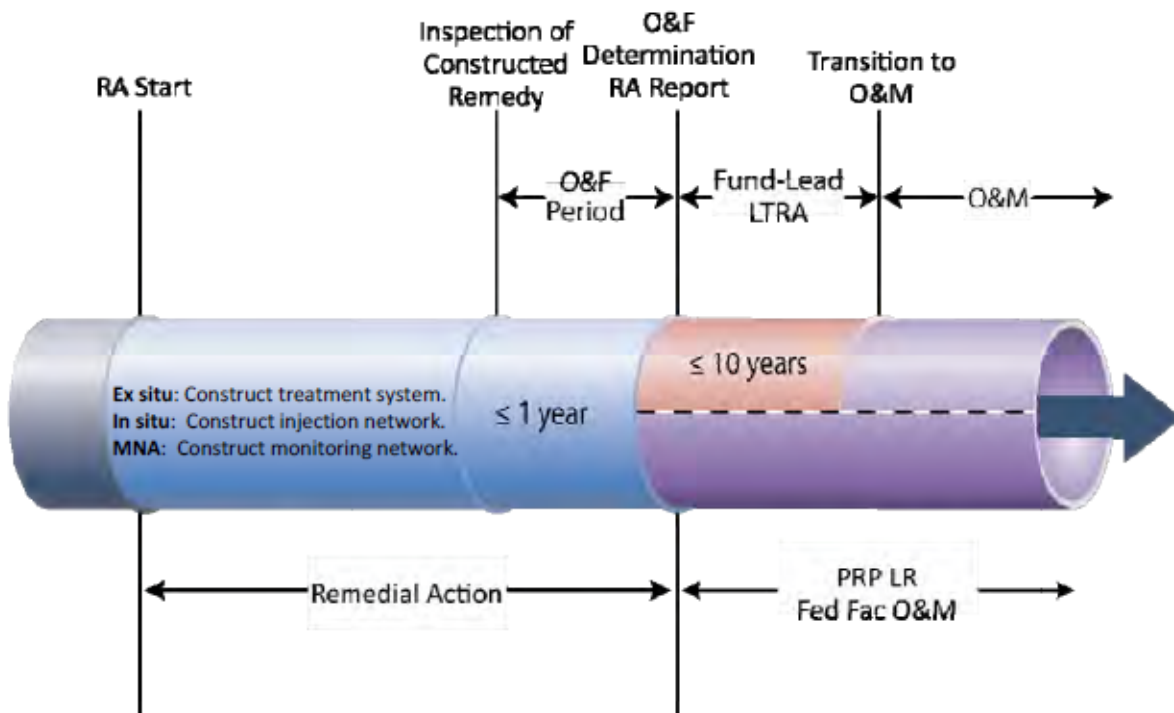 RA Start
Inspection of
Constructed
Remedy
O&F
Determination
RA Report
Transition to
O&M
O&F
Period
Fund-Lead
LTRA
O&M
Ex situ: Construct treatment system.
In situ: Construct injection network.
MNA: Construct monitoring network.
≤ 1 year
≤ 10 years
Remedial Action
PRP LR
Fed Fac O&M